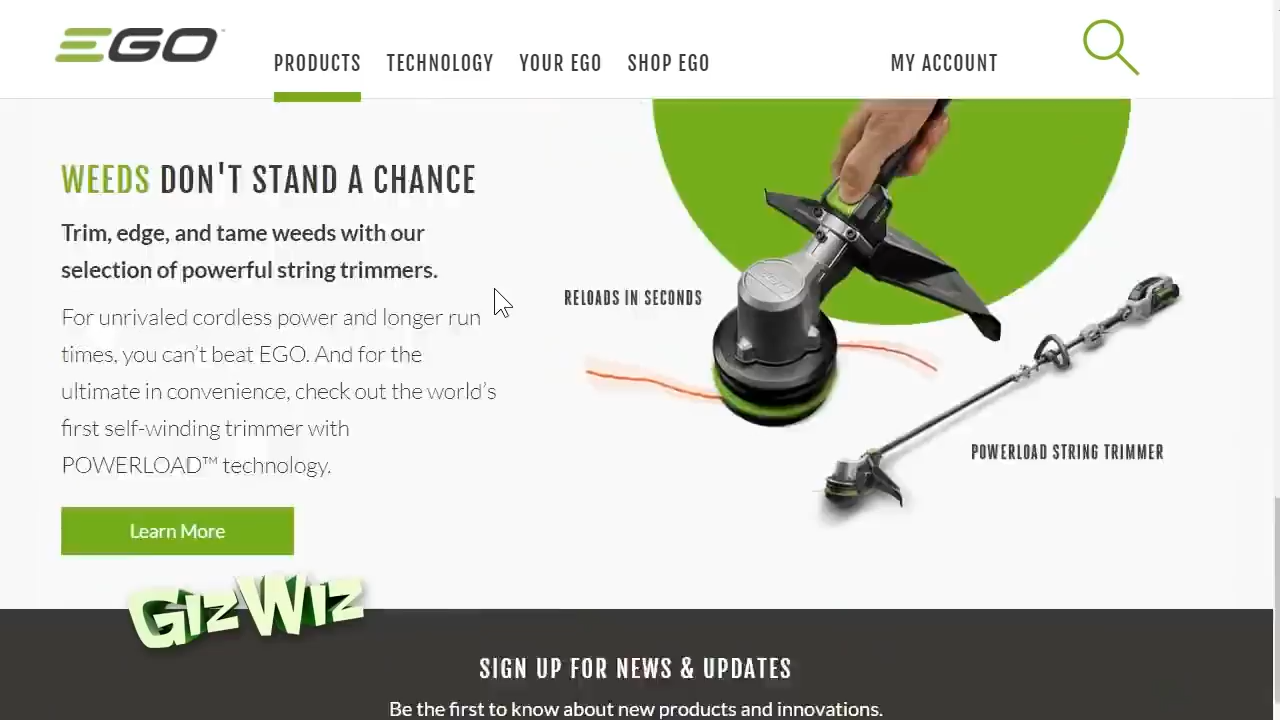 EGO
PRODUCTS TECHNOLOGY YOUR EGO SHOP EGO MY ACCOUNT
WEEDS DON'T STAND A CHANCE
Trim, edge, and tame weeds with our
selection of powerful string trimmers.
For unrivaled cordless power and longer run
times, you can’t beat EGO. And for the
ultimate in convenience, check out the world’s
first self-winding trimmer with
POWERLOAD™ technology.
Learn More
RELOADS IN SECONDS
POWERLOAD STRING TRIMMER
GizWiz
SIGN UP FOR NEWS & UPDATES
Be the first to know about new products and innovations.